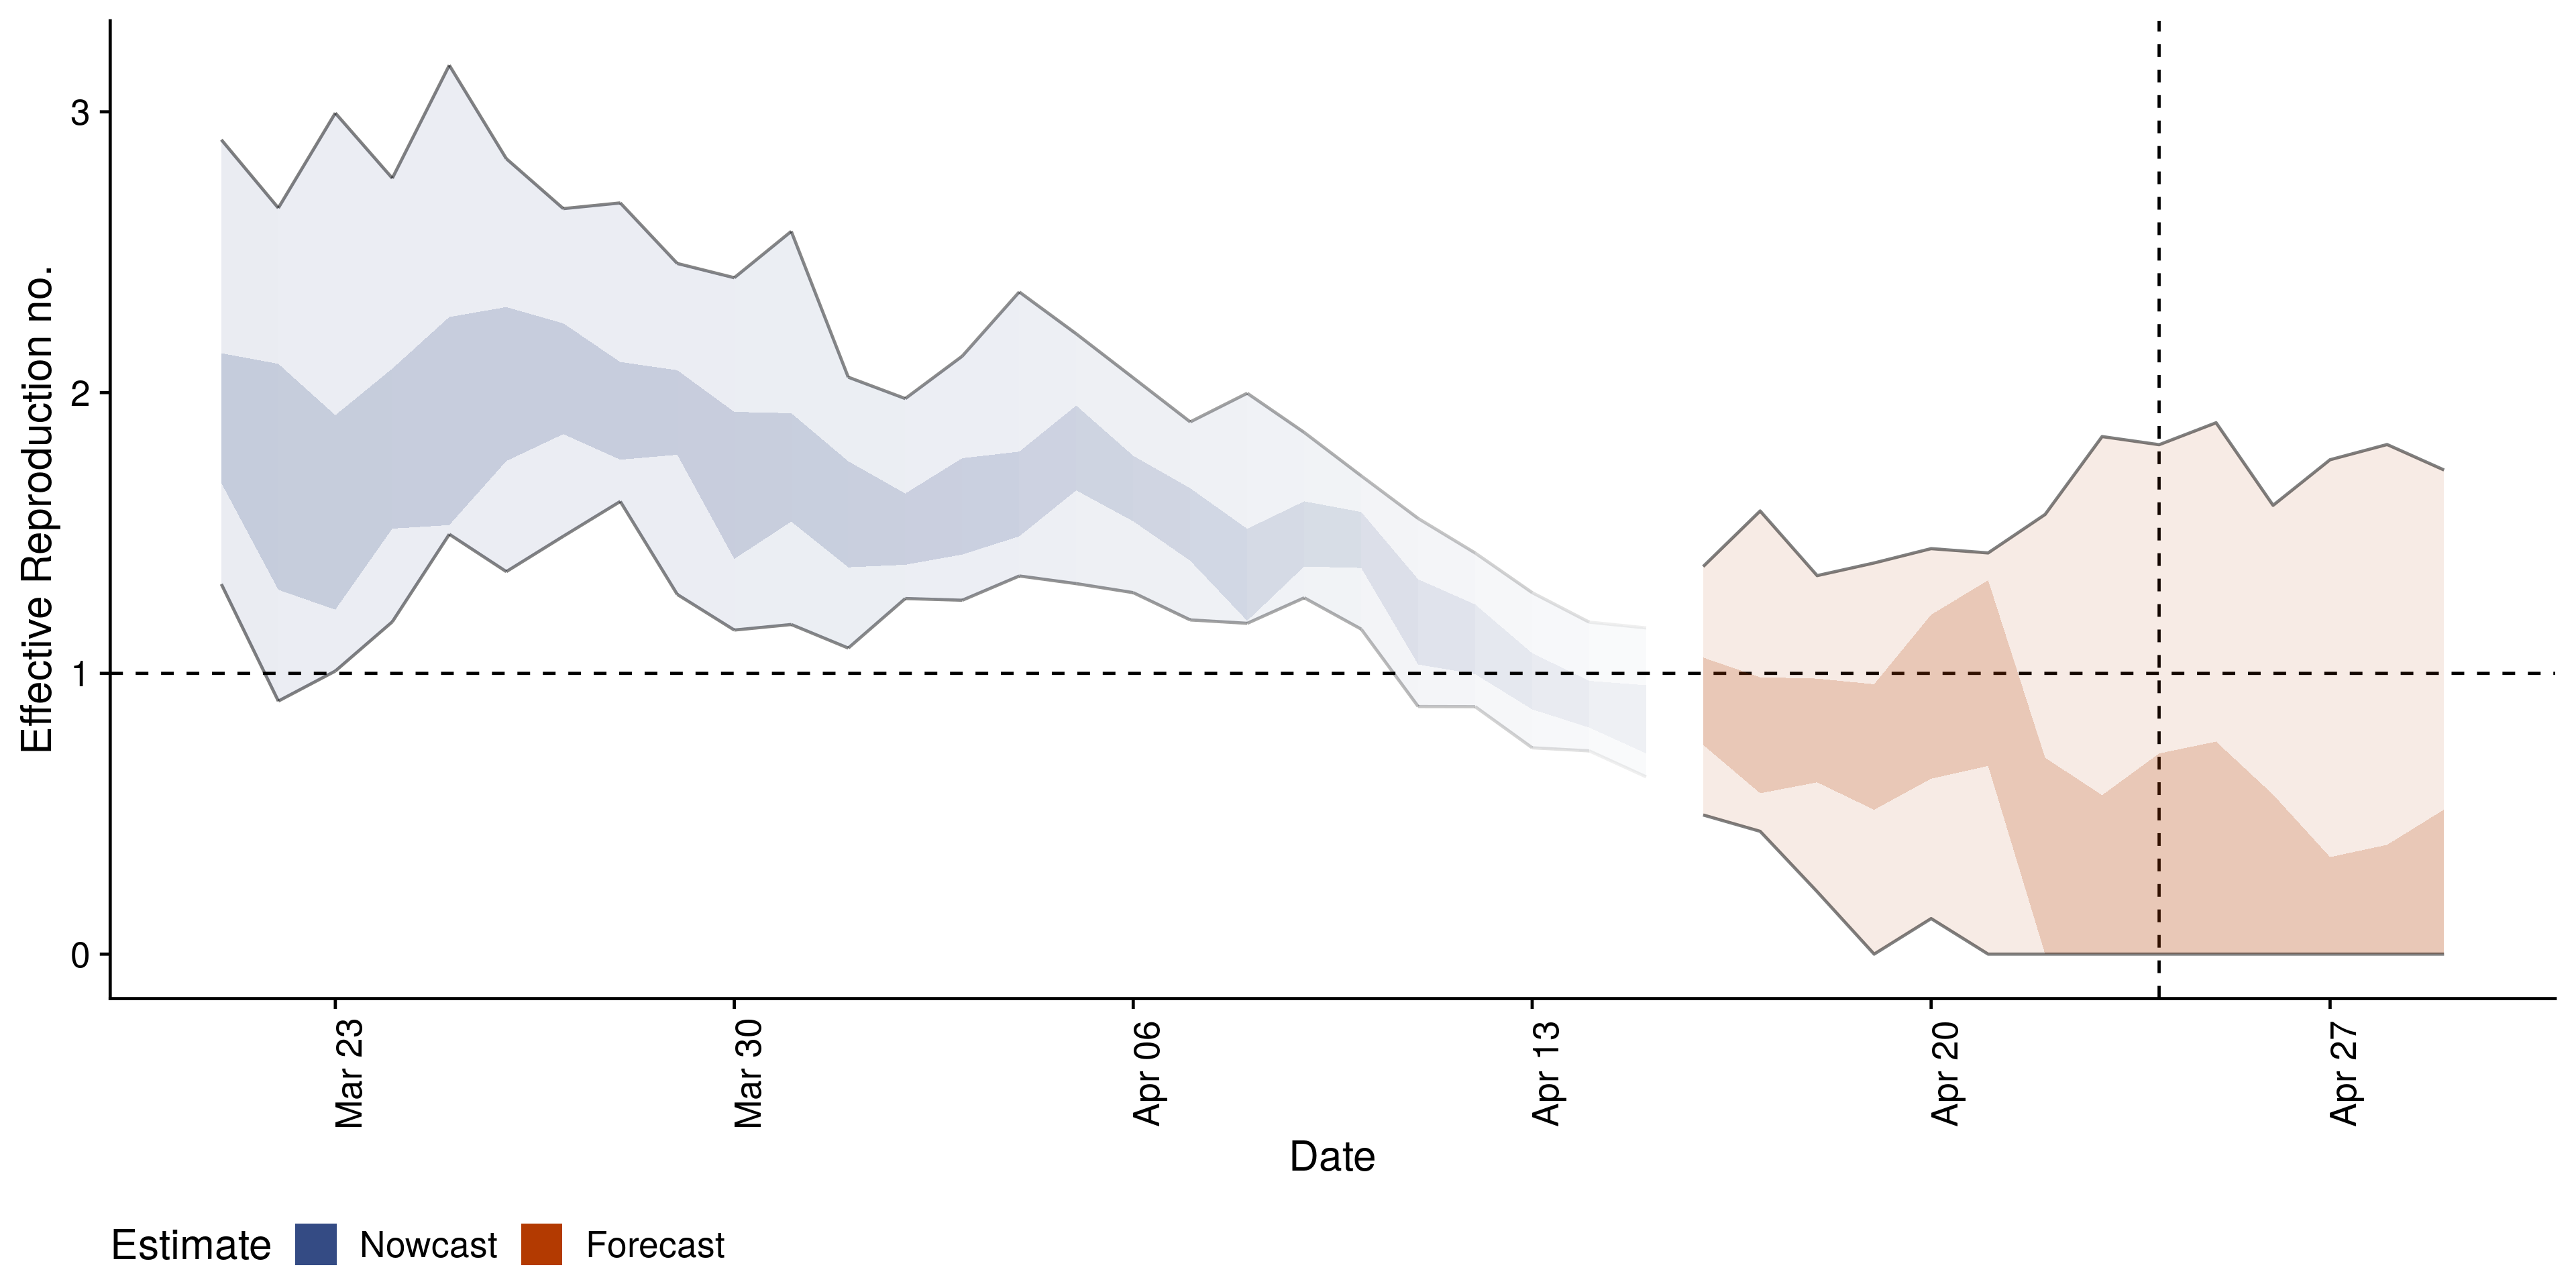 Effective Reproduction no.
3
2
1
0
Mar 23
Mar 30
Apr 06
Apr 13
Apr 20
Apr 27
Date
Estimate Nowcast Forecast